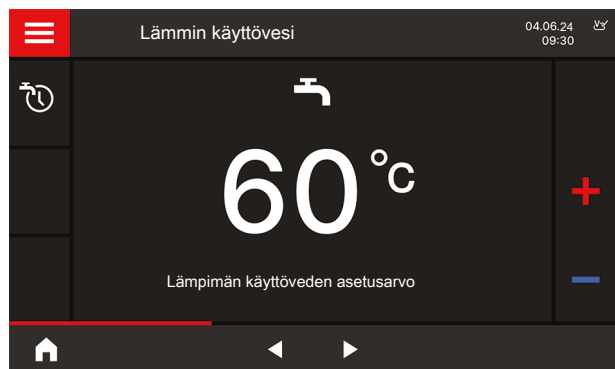 Lämmin käyttövesi
04.06.24
09:30
60 °C
Lämpimän käyttöveden asetusarvo